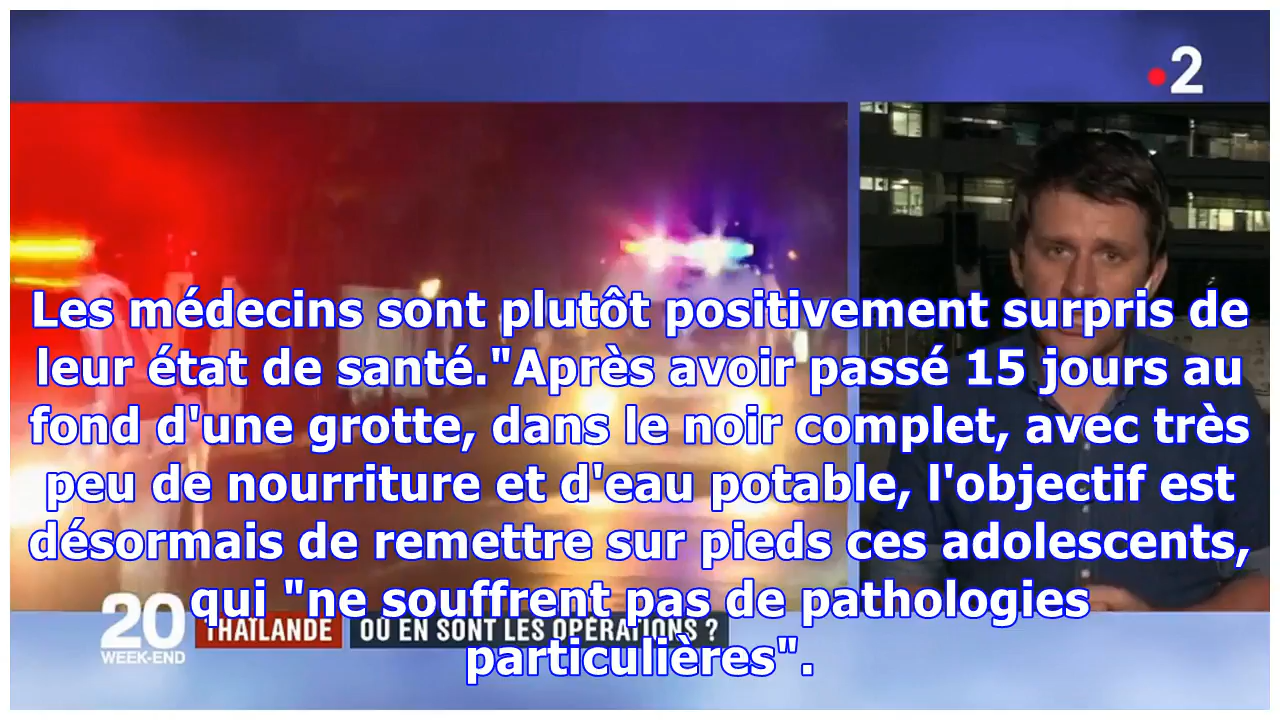 2
Les médecins sont plutôt positivement surpris de
leur état de santé."Après avoir passé 15 jours au
fond d'une grotte, dans le noir complet, avec très
peu de nourriture et d'eau potable, l'objectif est
désormais de remettre sur pieds ces adolescents,
qui "ne souffrent pas de pathologies
particulières".
20
WEEK-END
THAÏLANDE
OÙ EN SONT LES OPÉRATIONS ?